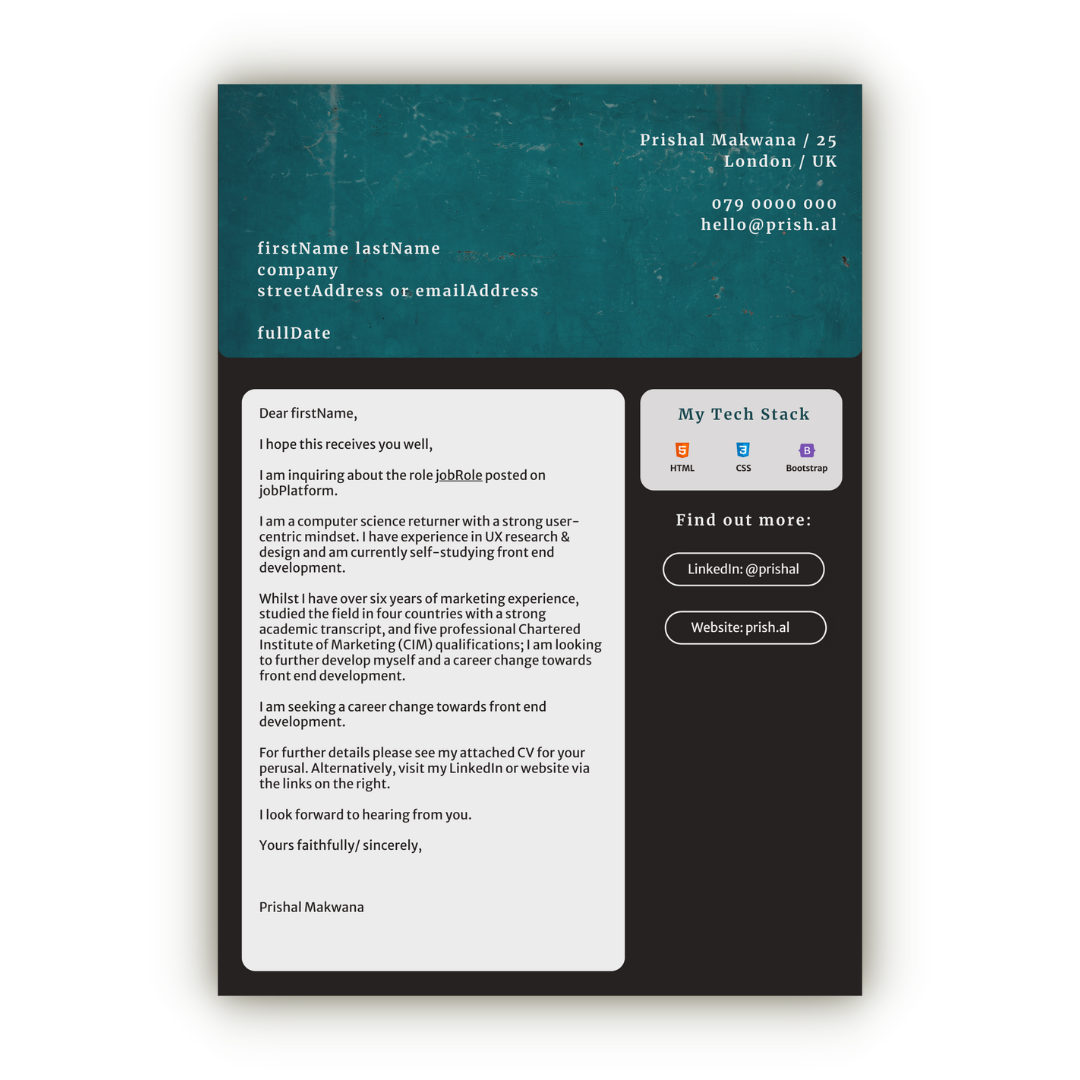 Prishal Makwana / 25
London / UK
079 0000 000
hello@prish.al
firstName lastName
company
streetAddress or emailAddress
fullDate
Dear firstName,
I hope this receives you well,
I am inquiring about the role jobRole posted on
jobPlatform.
I am a computer science returner with a strong user-
centric mindset. I have experience in UX research &
design and am currently self-studying front end
development.
Whilst I have over six years of marketing experience,
studied the field in four countries with a strong
academic transcript, and five professional Chartered
Institute of Marketing (CIM) qualifications; I am looking
to further develop myself and a career change towards
front end development.
I am seeking a career change towards front end
development.
For further details please see my attached CV for your
perusal. Alternatively, visit my LinkedIn or website via
the links on the right.
I look forward to hearing from you.
Yours faithfully/ sincerely,
Prishal Makwana
My Tech Stack
5
3
B
HTML
CSS
Bootstrap
Find out more:
LinkedIn: @prishal
Website: prish.al